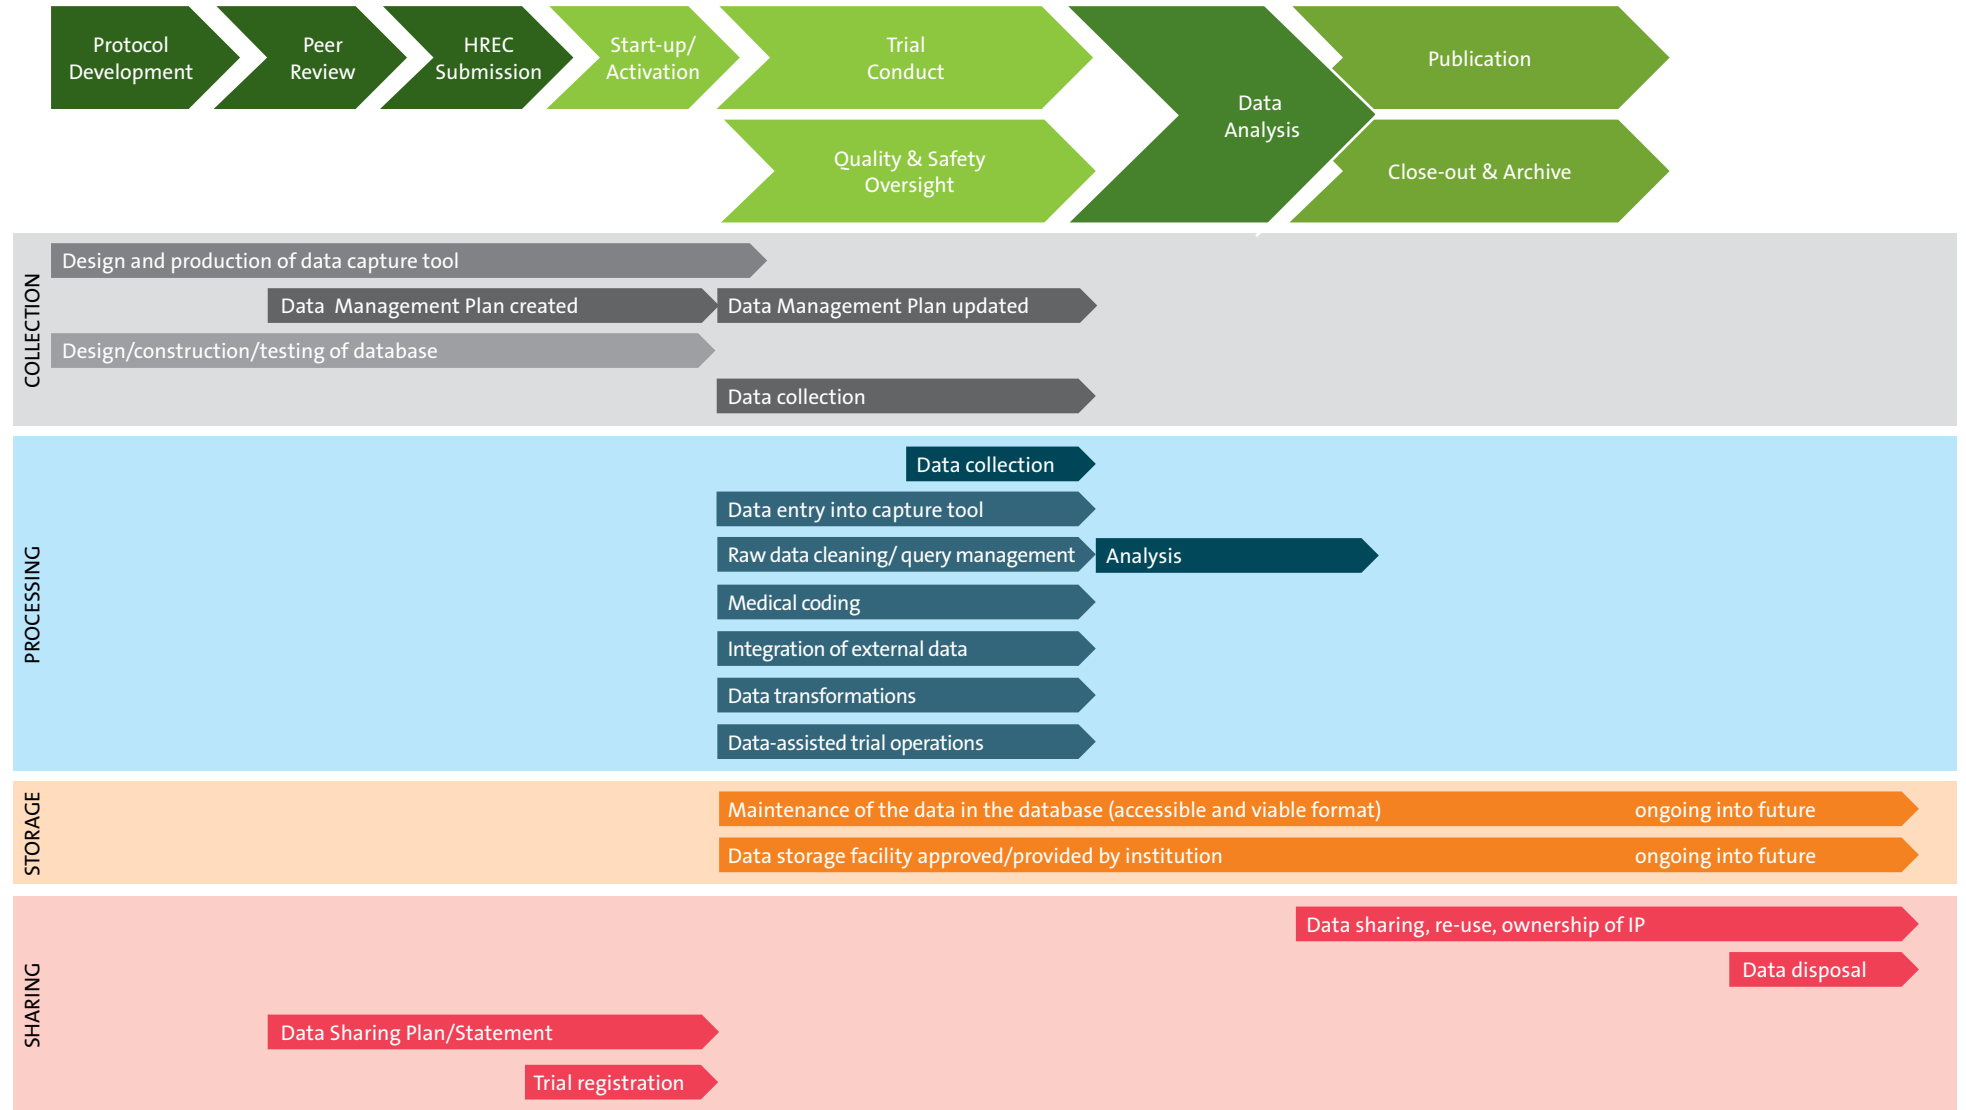 Protocol
Development
Peer
Review
HREC
Submission
Start-up/
Activation
Trial
Conduct
Quality & Safety
Oversight
Data
Analysis
Publication
Close-out & Archive
COLLECTION
Design and production of data capture tool
Data Management Plan created
Data Management Plan updated
Design/construction/testing of database
Data collection
PROCESSING
Data collection
Data entry into capture tool
Raw data cleaning/ query management
Analysis
Medical coding
Integration of external data
Data transformations
Data-assisted trial operations
STORAGE
Maintenance of the data in the database (accessible and viable format) ongoing into future
Data storage facility approved/provided by institution ongoing into future
SHARING
Data sharing, re-use, ownership of IP
Data disposal
Data Sharing Plan/Statement
Trial registration